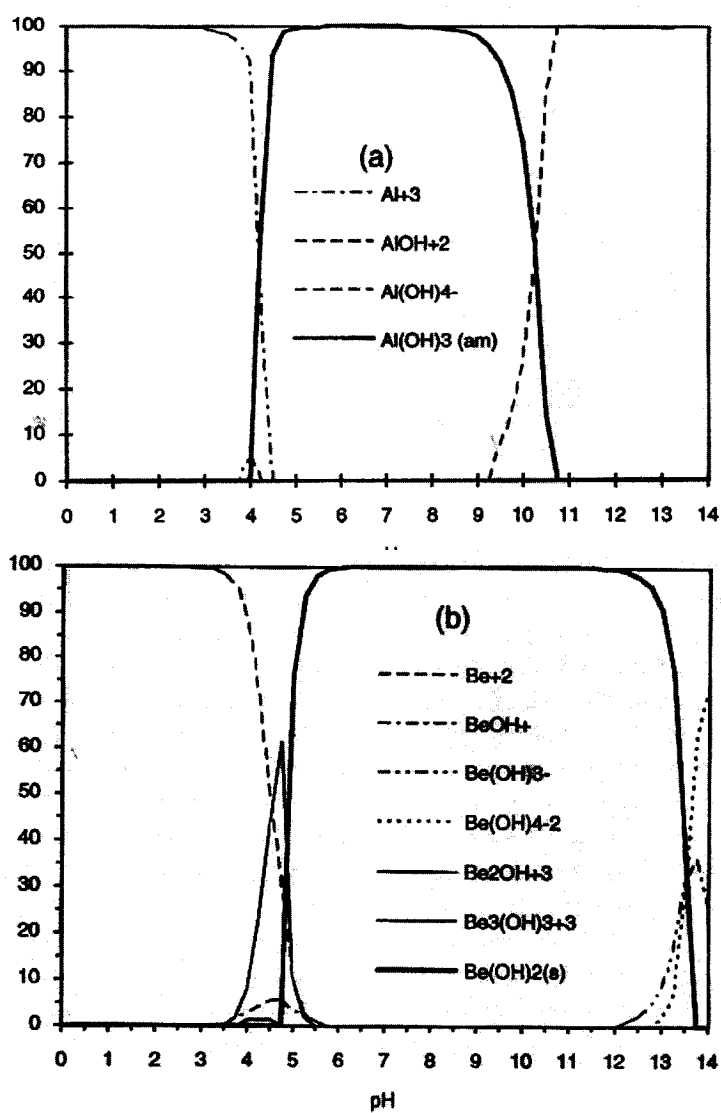 100
90
80
70
60
50
40
30
20
10
0
(a)
Al+3
AlOH+2
Al(OH)4-
Al(OH)3 (am)
0 1 2 3 4 5 6 7 8 9 10 11 12 13 14
100
90
80
70
60
50
40
30
20
10
0
(b)
Be+2
BeOH+
Be(OH)3-
Be(OH)4-2
Be2OH+3
Be3(OH)3+3
Be(OH)2(s)
0 1 2 3 4 5 6 7 8 9 10 11 12 13 14
pH